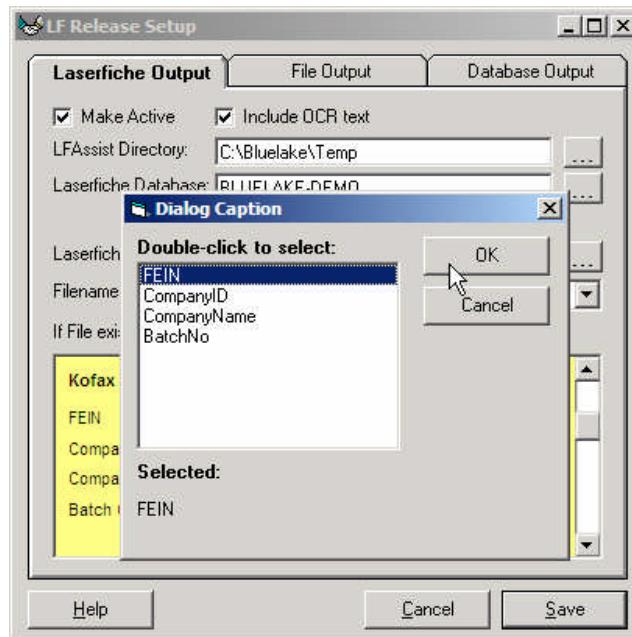 LF Release Setup
Laserfiche Output File Output Database Output
Make Active Include OCR text
LFAssist Directory: C:\Bluelake\Temp ...
Laserfiche Database: BLUELAKE-DEMO ...
Dialog Caption
Double-click to select:
OK
Laserfich ...
FEIN
CompanyID
Filename
Cancel
CompanyName
BatchNo
If File exi
Kofax
FEIN
Compa
Compa
Selected:
Batch
FEIN
Help Cancel Save